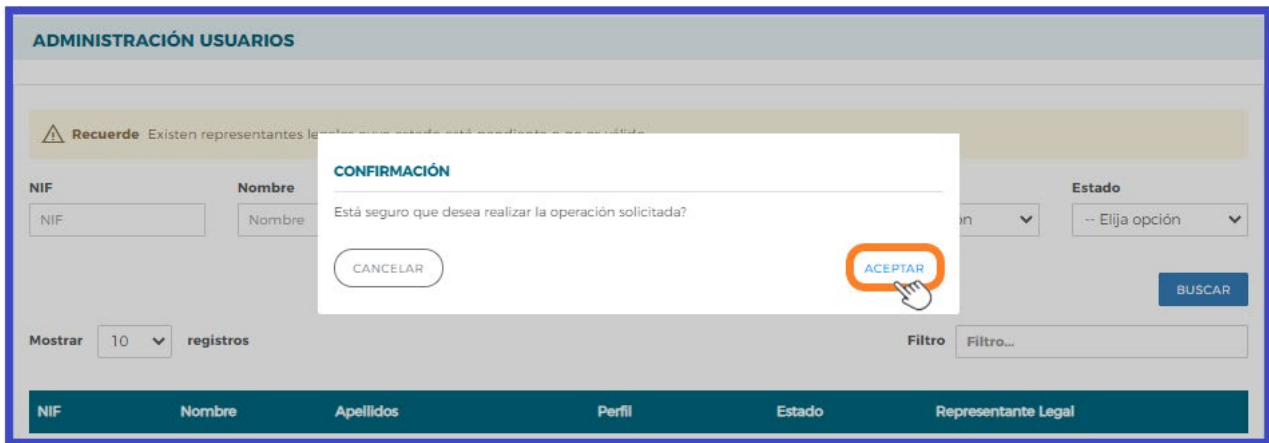 ADMINISTRACIÓN USUARIOS
Recuerde Existen representantes
CONFIRMACIÓN
Está seguro que desea realizar la operación solicitada?
CANCELAR
ACEPTAR
NIF
Nombre
Estado
NIF
Nombre
-- Elija opción
BUSCAR
Mostrar 10 registros
Filtro Filtro...
NIF Nombre Apellidos Perfil Estado Representante Legal